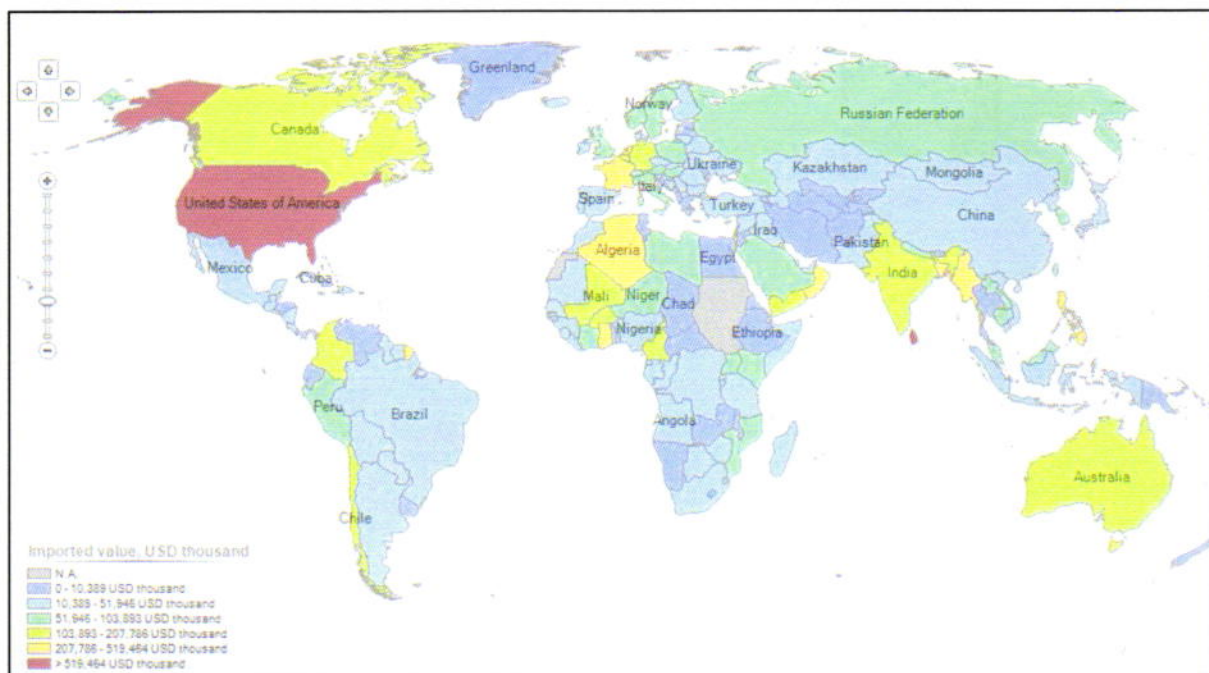 Greenland
Norway
Russian Federation
Canada
Ukraine
Kazakhstan
Mongolia
Italy
Spain
Turkey
China
United States of America
Iraq
Algeria
Pakistan
Egypt
Mexico
Cuba
India
Mali
Niger
Chad
Nigeria
Ethiopia
Peru
Brazil
Angola
Australia
Chile
Imported value, USD thousand
N.A.
0 - 10,389 USD thousand
10,389 - 51,946 USD thousand
51,946 - 103,893 USD thousand
103,893 - 207,786 USD thousand
207,786 - 519,464 USD thousand
> 519,464 USD thousand